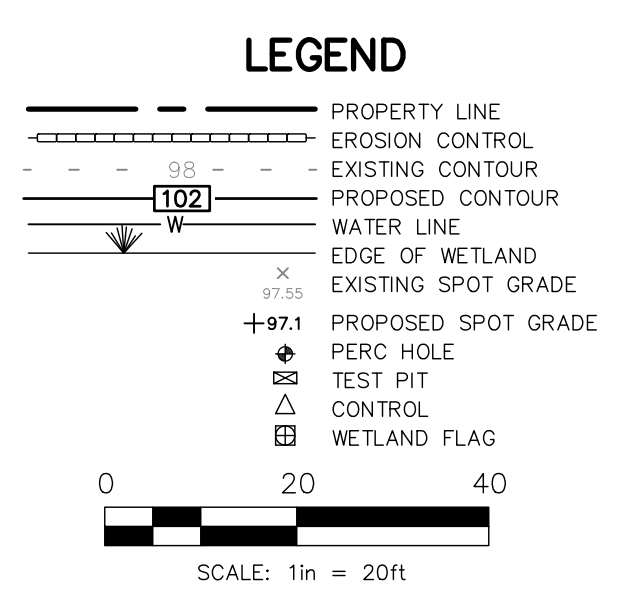 LEGEND
PROPERTY LINE
EROSION CONTROL
98 EXISTING CONTOUR
102 PROPOSED CONTOUR
W WATER LINE
EDGE OF WETLAND
EXISTING SPOT GRADE
97.55
+97.1 PROPOSED SPOT GRADE
PERC HOLE
TEST PIT
CONTROL
WETLAND FLAG
0 20 40
SCALE: 1in = 20ft